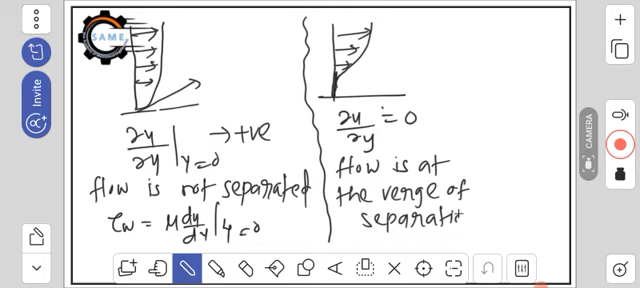 SAME
∂u/∂y |y=0 → +ve
flow is not separated
τw = μ du/dy |y=0
∂u/∂y = 0
flow is at
the verge of
separati
Invite
CAMERA
A